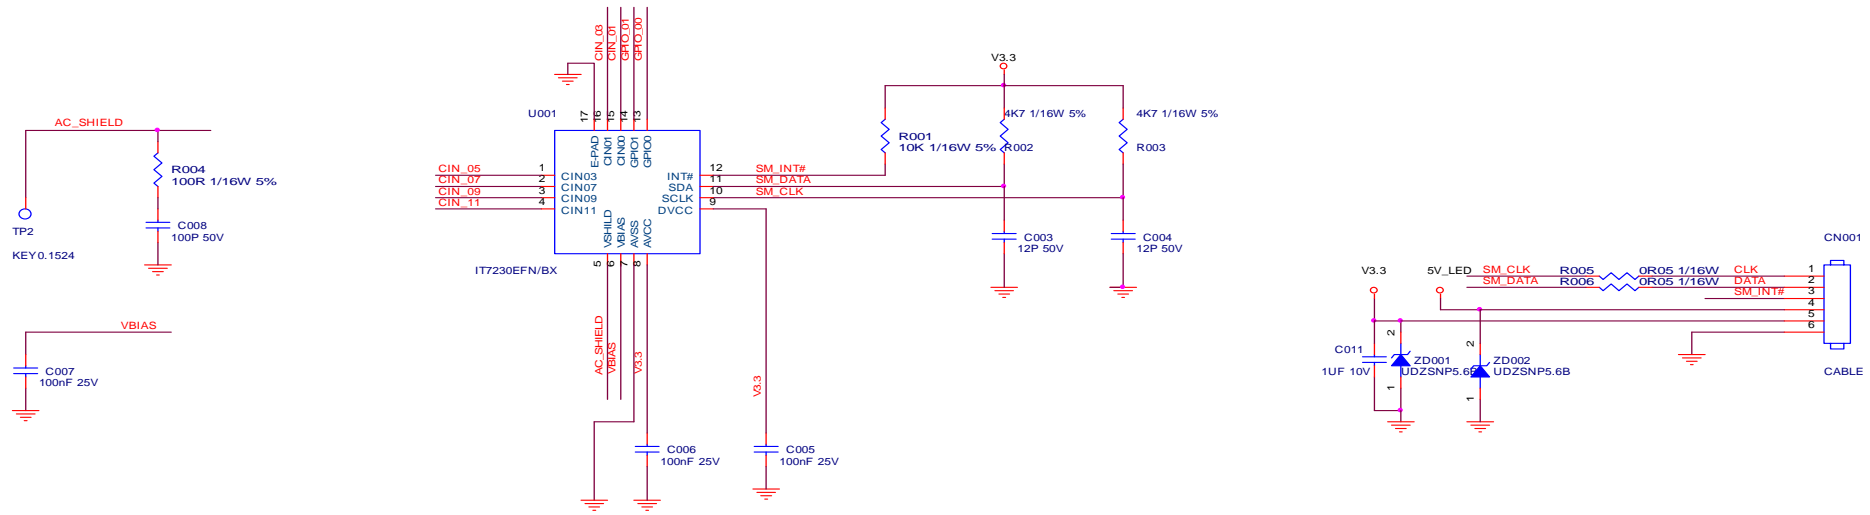 AC_SHIELD
R004
100R 1/16W 5%
C008
100P 50V
TP2
KEY0.1524
VBIAS
C007
100nF 25V
CIN_03
CIN_01
GPIO_01
GPIO_00
U001
17
16
15
14
13
E-PAD
CIN01
CIN00
GPIO1
GPIO0
CIN_05
CIN_07
CIN_09
CIN_11
1
2
3
4
CIN03
CIN07
CIN09
CIN11
INT#
SDA
SCLK
DVCC
12
11
10
9
SM_INT#
SM_DATA
SM_CLK
VSHILD
VBIAS
AVSS
AVCC
5
6
7
8
IT7230EFN/BX
AC_SHIELD
VBIAS
V3.3
V3.3
C006
100nF 25V
C005
100nF 25V
V3.3
R001
10K 1/16W 5%
4K7 1/16W 5%
R002
4K7 1/16W 5%
R003
C003
12P 50V
C004
12P 50V
CN001
V3.3
5V_LED
SM_CLK
R005
0R05 1/16W
CLK
1
SM_DATA
R006
0R05 1/16W
DATA
2
SM_INT#
3
4
5
6
C011
1UF 10V
2
ZD001
UDZSNP5.6B
1
2
ZD002
UDZSNP5.6B
1
CABLE